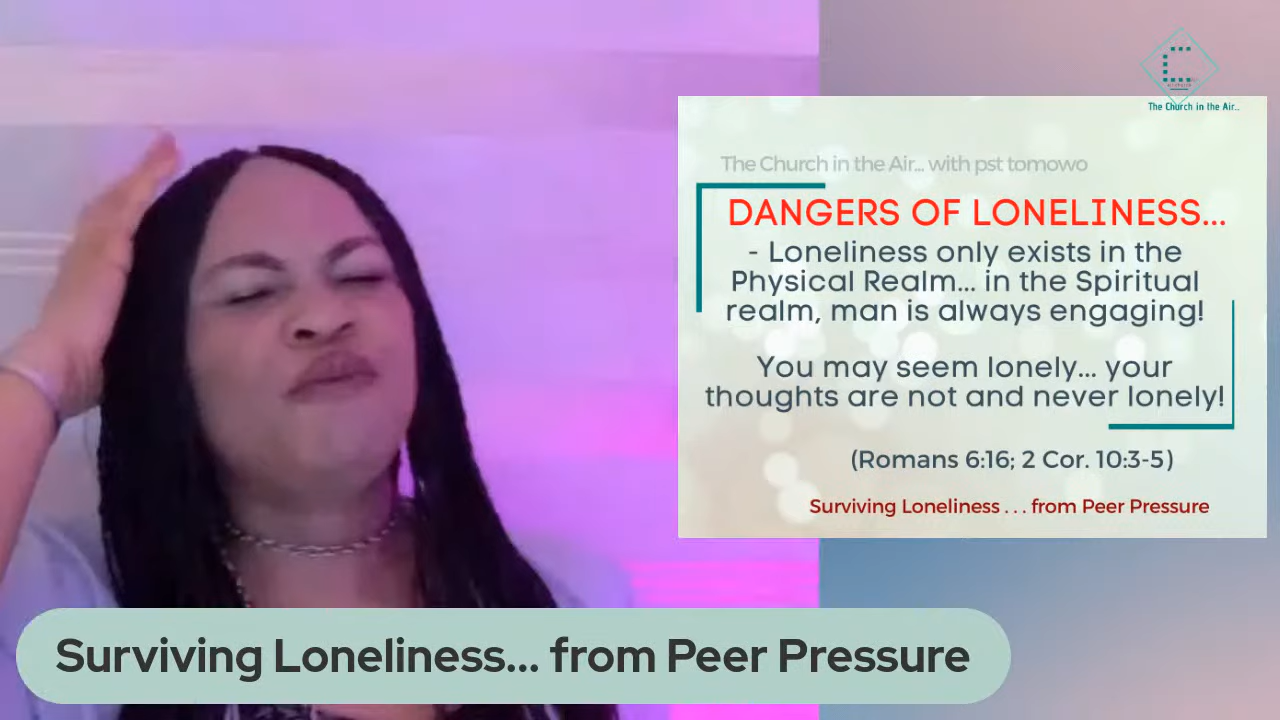 The Church in the Air...
The Church in the Air... with pst tomowo
DANGERS OF LONELINESS...
- Loneliness only exists in the
Physical Realm... in the Spiritual
realm, man is always engaging!
You may seem lonely... your
thoughts are not and never lonely!
(Romans 6:16; 2 Cor. 10:3-5)
Surviving Loneliness . . . from Peer Pressure
Surviving Loneliness... from Peer Pressure